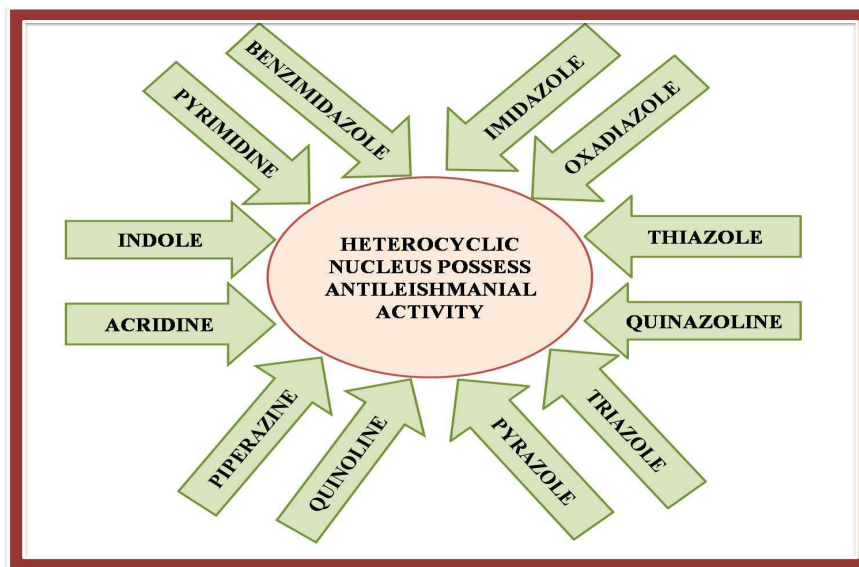 BENZIMIDAZOLE
IMIDAZOLE
PYRIMIDINE
OXADIAZOLE
INDOLE
HETEROCYCLIC
NUCLEUS POSSESS
ANTILEISHMANIAL
ACTIVITY
THIAZOLE
ACRIDINE
QUINAZOLINE
PIPERAZINE
QUINOLINE
PYRAZOLE
TRIAZOLE